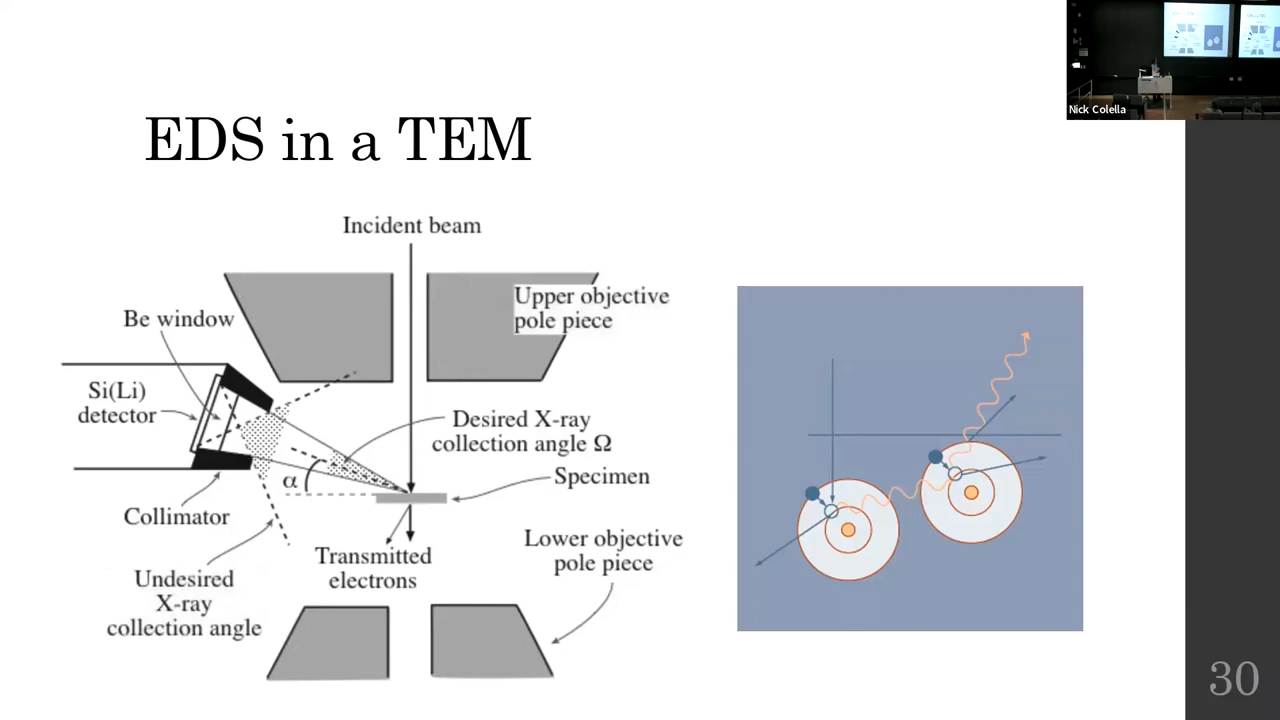 Nick Colella
EDS in a TEM
Incident beam
Upper objective
pole piece
Be window
Si(Li)
detector
Desired X-ray
collection angle Ω
α
Specimen
Collimator
Transmitted
electrons
Lower objective
pole piece
Undesired
X-ray
collection angle
30